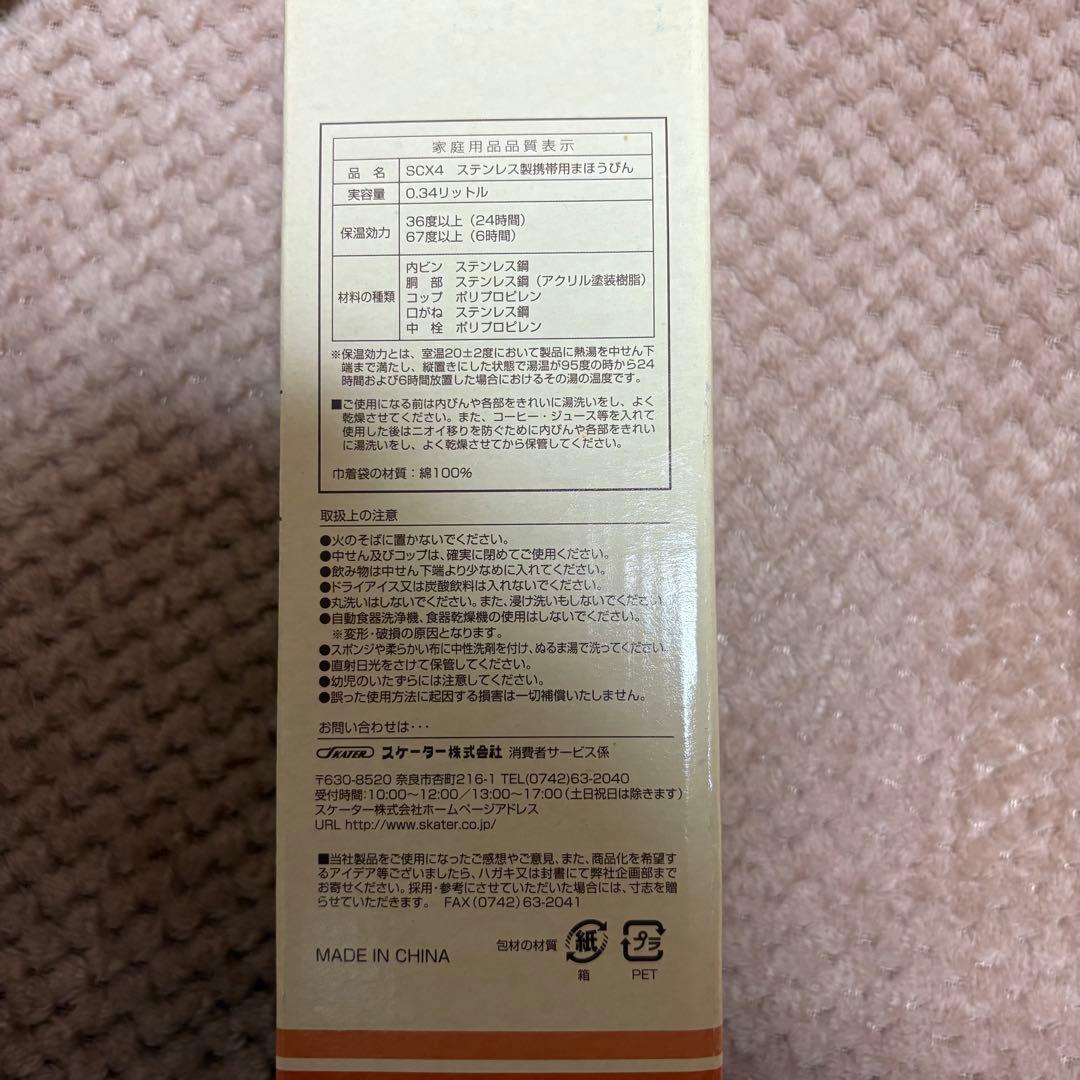 家庭用品品質表示
品 名 SCX4 ステンレス製携帯用まほうびん
実容量 0.34リットル
保温効力 36度以上（24時間）
67度以上（6時間）
材料の種類 内ビン ステンレス鋼
胴 部 ステンレス鋼（アクリル塗装樹脂）
コップ ポリプロピレン
口がね ステンレス鋼
中 栓 ポリプロピレン
※保温効力とは、室温20±2度において製品に熱湯を中せん下
端まで満たし、縦置きにした状態で湯温が95度の時から24
時間および6時間放置した場合におけるその湯の温度です。
■ご使用になる前は内びんや各部をきれいに湯洗いをし、よく
乾燥させてください。また、コーヒー・ジュース等を入れて
使用した後はニオイ移りを防ぐために内びんや各部をきれい
に湯洗いをし、よく乾燥させてから保管してください。
巾着袋の材質：綿100%
取扱上の注意
●火のそばに置かないでください。
●中せん及びコップは、確実に閉めてご使用ください。
●飲み物は中せん下端より少なめに入れてください。
●ドライアイス又は炭酸飲料は入れないでください。
●丸洗いはしないでください。また、浸け洗いもしないでください。
●自動食器洗浄機、食器乾燥機の使用はしないでください。
※変形・破損の原因となります。
●スポンジや柔らかい布に中性洗剤を付け、ぬるま湯で洗ってください。
●直射日光をさけて保管してください。
●幼児のいたずらには注意してください。
●誤った使用方法に起因する損害は一切補償いたしません。
お問い合わせは・・・
SKATER スケーター株式会社 消費者サービス係
〒630-8520 奈良市杏町216-1 TEL(0742)63-2040
受付時間：10:00〜12:00／13:00〜17:00（土日祝日は除きます）
スケーター株式会社ホームページアドレス
URL http://www.skater.co.jp/
■当社製品をご使用になったご感想やご意見、また、商品化を希望す
るアイデア等ございましたら、ハガキ又は封書にて弊社企画部まで
お寄せください。採用・参考にさせていただいた場合には、寸志を贈
らせていただきます。 FAX(0742)63-2041
MADE IN CHINA 包材の材質 紙 プラ
箱 PET